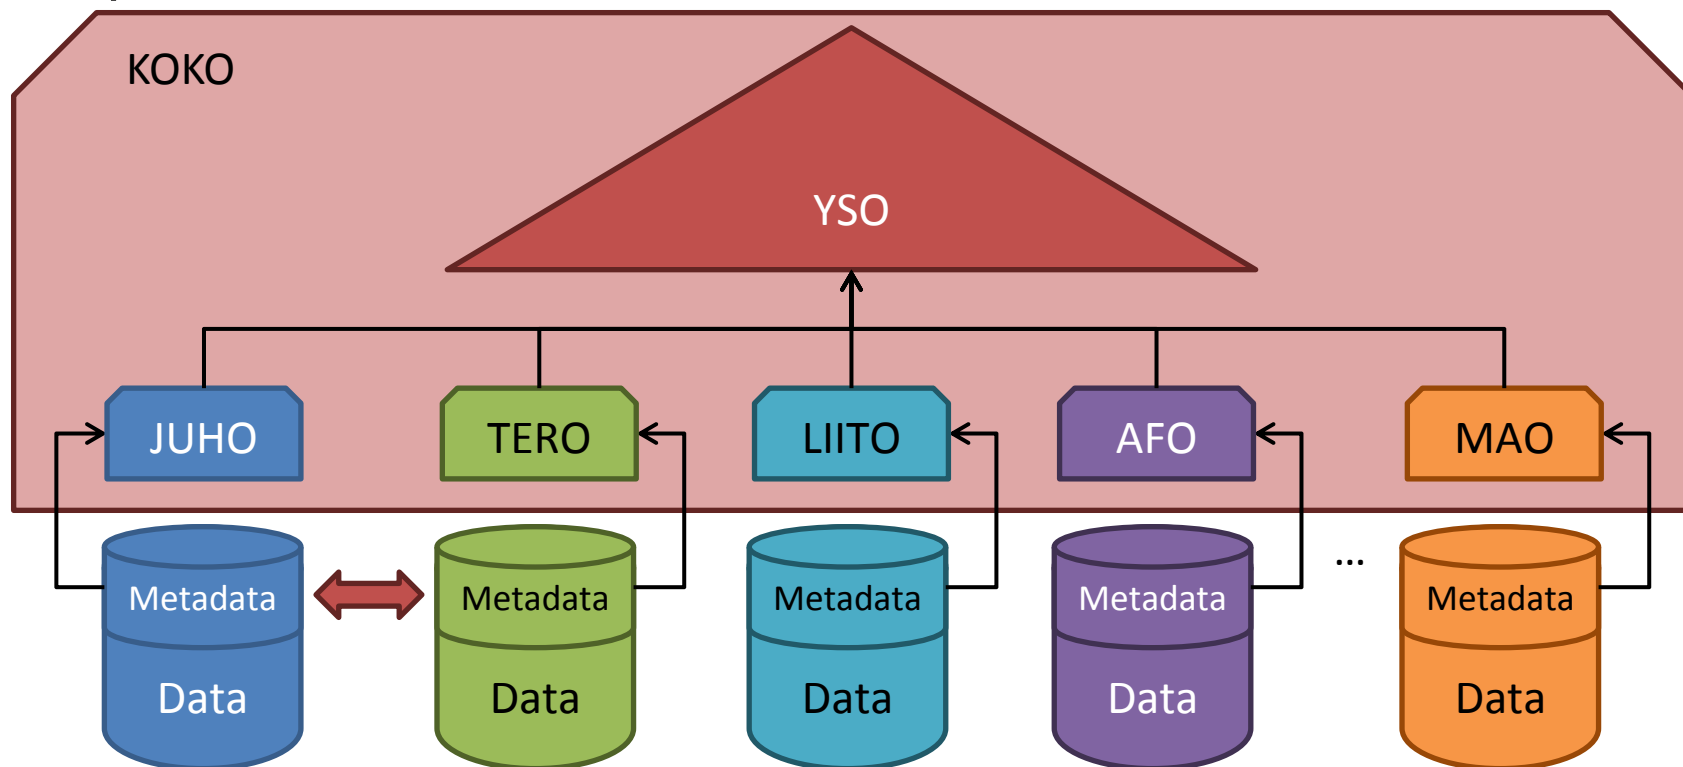 KOKO
YSO
JUHO TERO LIITO AFO MAO
...
Metadata Metadata Metadata Metadata Metadata
Data Data Data Data Data